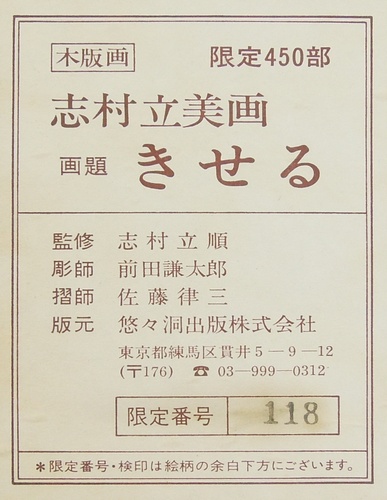 木版画 限定450部
志村立美画
画題 きせる
監修 志村立順
彫師 前田謙太郎
摺師 佐藤律三
版元 悠々洞出版株式会社
東京都練馬区貫井5-9-12
(〒176) ☎ 03-999-0312
限定番号 118
*限定番号・検印は絵柄の余白下方にございます。